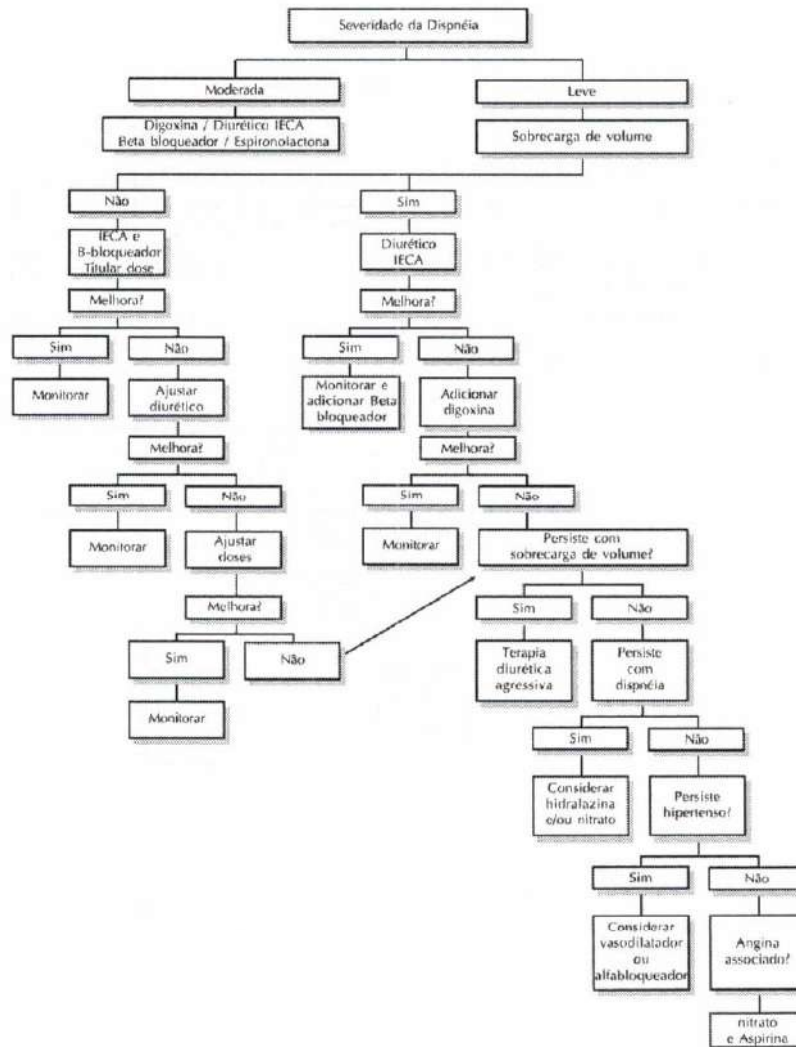 Severidade da Dispnéia
Moderada
Leve
Digoxina / Diurético IECA
Beta bloqueador / Espironolactona
Sobrecarga de volume
Não
Sim
IECA e
B-bloqueador
Titular dose
Diurético
IECA
Melhora?
Melhora?
Sim
Não
Sim
Não
Monitorar
Ajustar
diurético
Monitorar e
adicionar Beta
bloqueador
Adicionar
digoxina
Melhora?
Melhora?
Sim
Não
Sim
Não
Monitorar
Ajustar
doses
Monitorar
Persiste com
sobrecarga de volume?
Melhora?
Sim
Não
Sim
Não
Monitorar
Terapia
diurética
agressiva
Persiste
com
dispnéia
Sim
Não
Considerar
hidralazina
e/ou nitrato
Persiste
hipertenso?
Sim
Não
Considerar
vasodilatador
ou
alfabloqueador
Angina
associado?
nitrato
e Aspirina